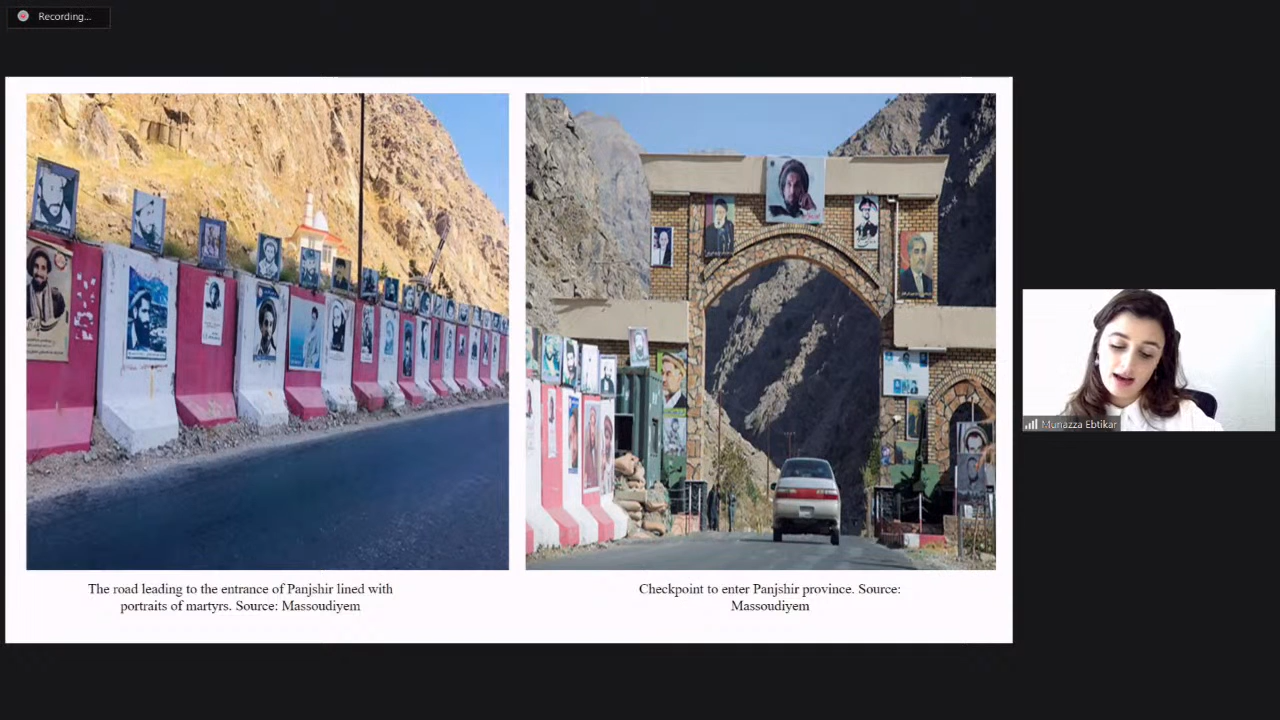 Recording...
The road leading to the entrance of Panjshir lined with
portraits of martyrs. Source: Massoudiyem
Checkpoint to enter Panjshir province. Source:
Massoudiyem
Munazza Ebtikar